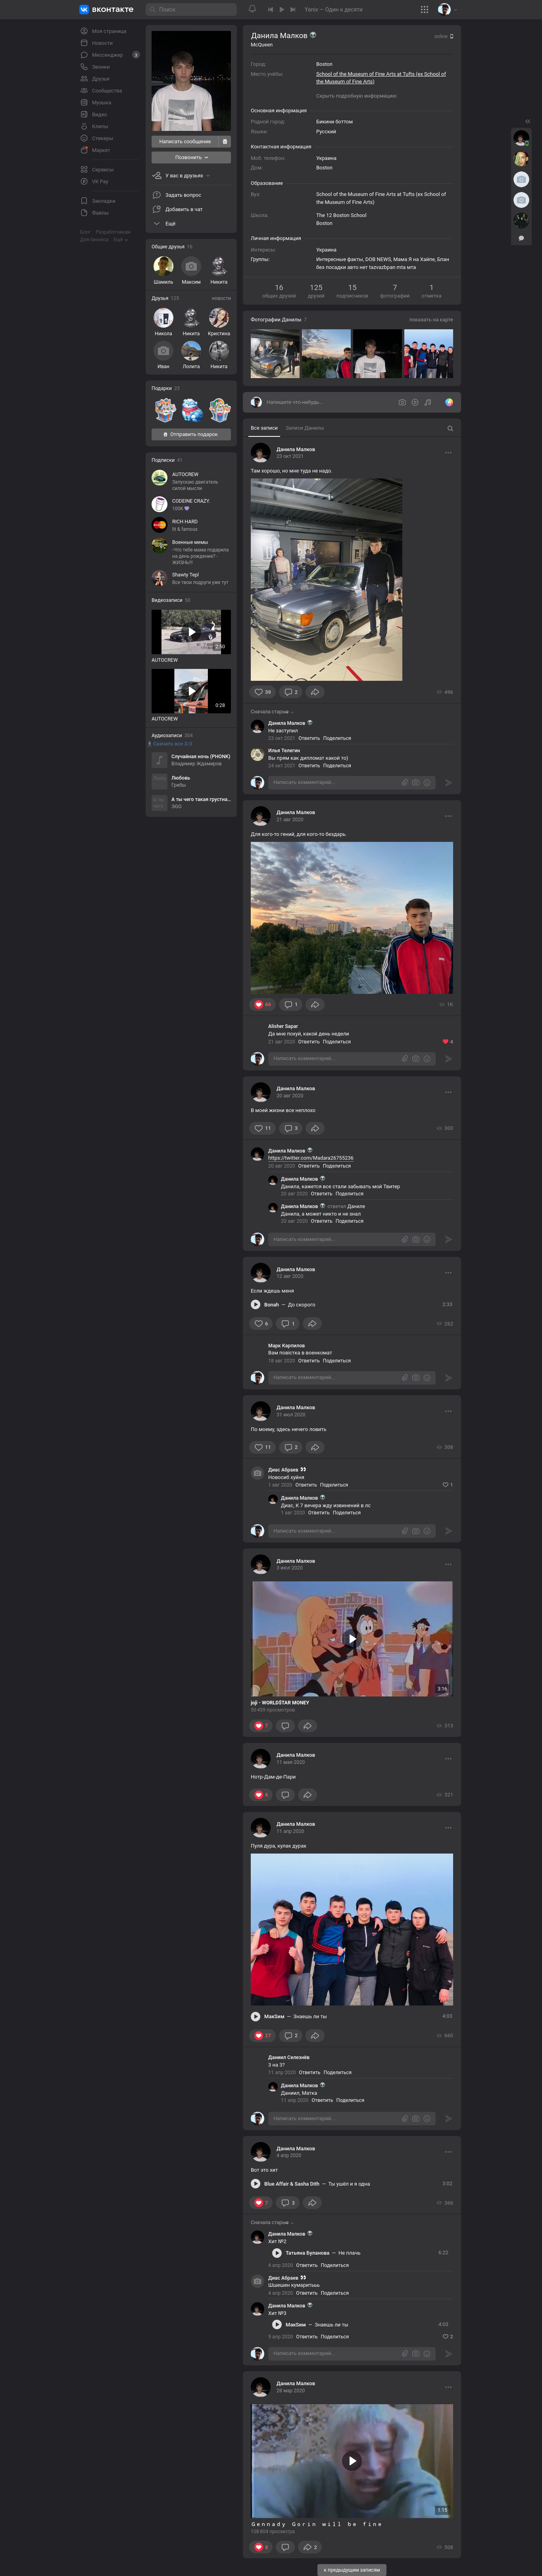 вконтакте
Поиск
Yana — Один к десяти
Моя страница
Новости
Мессенджер
Звонки
Друзья
Сообщества
Музыка
Видео
Клипы
Стикеры
Маркет
Сервисы
VK Pay
Закладки
Файлы
Блог Разработчикам
Для бизнеса Ещё
Написать сообщение
Позвонить
У вас в друзьях
Задать вопрос
Добавить в чат
Ещё
Общие друзья 16
Шамиль Максим Никита
Друзья 125 новости
Никола Никита Кристина
Иван Лолита Никита
Подарки 20
Отправить подарок
Подписки 41
AUTOCREW
Запускаю двигатель
силой мысли
CODEINE CRAZY.
100K
RICH HARD
lit & famous
Военные мемы
-Что тебе мама подарила
на день рождение? -
ЖИЗНЬ!!!
Shawty Tepl
Все твои подруги уже тут
Видеозаписи 50
2:50
AUTOCREW
0:28
AUTOCREW
Аудиозаписи 304
Случайная ночь (PHONK)
Владимир Ждамиров
Любовь
Грибы
А ты чего такая грустна...
3GO
Данила Малков
online
McQueen
Город: Boston
Место учёбы: School of the Museum of Fine Arts at Tufts (ex School of
the Museum of Fine Arts)
Скрыть подробную информацию
Основная информация
Родной город: Бикини боттом
Языки: Русский
Контактная информация
Моб. телефон: Украина
Дом: Boston
Образование
Вуз: School of the Museum of Fine Arts at Tufts (ex School of
the Museum of Fine Arts)
Школа: The 12 Boston School
Boston
Личная информация
Интересы: Украина
Группы: Интересные факты, DOB NEWS, Мама Я на Хайпе, Блан
без посадки авто нет tazvazbpan mta мта
16 125 15 7 1
общих друзей друзей подписчиков фотографий отметка
Фотографии Данилы 7 показать на карте
Напишите что-нибудь...
Все записи Записи Данилы
Данила Малков
23 окт 2021
Там хорошо, но мне туда не надо.
39 2 496
Сначала старые
Данила Малков
Не заступил
23 окт 2021 Ответить Поделиться
Илья Телегин
Вы прям как дипломат какой то)
24 окт 2021 Ответить Поделиться
Написать комментарий...
Данила Малков
21 авг 2020
Для кого-то гений, для кого-то бездарь.
1 1K
Alisher Sapar
Да мне похуй, какой день недели
21 авг 2020 Ответить Поделиться 4
Написать комментарий...
Данила Малков
20 авг 2020
В моей жизни все неплохо
11 3 300
Данила Малков
https://twitter.com/Madara26755236
20 авг 2020 Ответить Поделиться
Данила Малков
Данила, кажется все стали забывать мой Твитер
20 авг 2020 Ответить Поделиться
Данила Малков ответил Даниле
Данила, а может никто и не знал
20 авг 2020 Ответить Поделиться
Написать комментарий...
Данила Малков
12 авг 2020
Если ждешь меня
Bonah — До скорого 2:33
6 1 262
Марк Карпилов
Вам повістка в военкомат
18 авг 2020 Ответить Поделиться
Написать комментарий...
Данила Малков
31 июл 2020
По моему, здесь нечего ловить
11 2 308
Диас Абраев
Новосиб хуйня
1 авг 2020 Ответить Поделиться 1
Данила Малков
Диас, К 7 вечера жду извинений в лс
1 авг 2020 Ответить Поделиться
Написать комментарий...
Данила Малков
3 июл 2020
3:16
joji - WORLD$TAR MONEY
50 409 просмотров
7 313
Данила Малков
11 мая 2020
Нотр-Дам-де Пари
6 321
Данила Малков
11 апр 2020
Пуля дура, кулак дурак
МакSим — Знаешь ли ты 4:03
37 2 660
Даниил Селезнёв
3 на 3?
11 апр 2020 Ответить Поделиться
Данила Малков
Даниил, Матка
11 апр 2020 Ответить Поделиться
Написать комментарий...
Данила Малков
4 апр 2020
Вот это хит
Blue Affair & Sasha Dith — Ты ушёл и я одна 3:02
7 3 366
Сначала старые
Данила Малков
Хит №2
Татьяна Буланова — Не плачь 6:22
4 апр 2020 Ответить Поделиться
Диас Абраев
Шшишин кумаритььь
4 апр 2020 Ответить Поделиться
Данила Малков
Хит №3
МакSим — Знаешь ли ты 4:03
5 апр 2020 Ответить Поделиться 2
Написать комментарий...
Данила Малков
28 мар 2020
1:15
Gennady Gorin will be fine
108 804 просмотра
2 508
к предыдущим записям